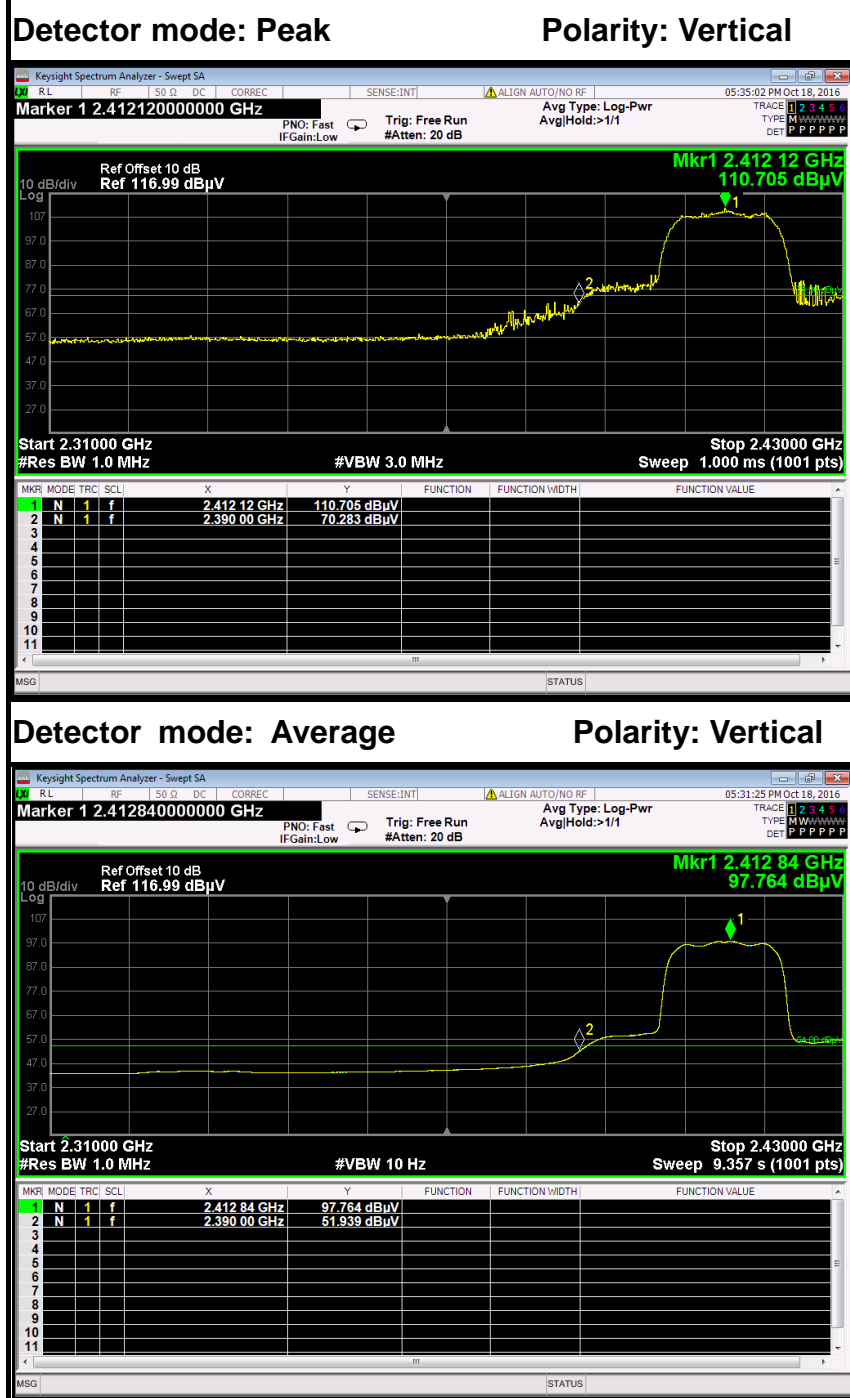 Detector mode: Peak Polarity: Vertical
Keysight Spectrum Analyzer - Swept SA
LXI RL RF 50 Ω DC CORREC SENSE:INT ALIGN AUTO/NO RF 05:35:02 PM Oct 18, 2016
Marker 1 2.412120000000 GHz
PNO: Fast
IFGain:Low
Trig: Free Run
#Atten: 20 dB
Avg Type: Log-Pwr
Avg|Hold:>1/1
TRACE 1 2 3 4 5 6
TYPE M WWWWW
DET P P P P P P
Mkr1 2.412 12 GHz
110.705 dBµV
Ref Offset 10 dB
10 dB/div Ref 116.99 dBµV
Log
1
107
97.0
87.0
2
77.0
67.0
57.0
47.0
37.0
27.0
Start 2.31000 GHz Stop 2.43000 GHz
#Res BW 1.0 MHz #VBW 3.0 MHz Sweep 1.000 ms (1001 pts)
MKR MODE TRC SCL X Y FUNCTION FUNCTION WIDTH FUNCTION VALUE
1 N 1 f 2.412 12 GHz 110.705 dBµV
2 N 1 f 2.390 00 GHz 70.283 dBµV
3
4
5
6
7
8
9
10
11
MSG STATUS
Detector mode: Average Polarity: Vertical
Keysight Spectrum Analyzer - Swept SA
LXI RL RF 50 Ω DC CORREC SENSE:INT ALIGN AUTO/NO RF 05:31:25 PM Oct 18, 2016
Marker 1 2.412840000000 GHz
PNO: Fast
IFGain:Low
Trig: Free Run
#Atten: 20 dB
Avg Type: Log-Pwr
Avg|Hold:>1/1
TRACE 1 2 3 4 5 6
TYPE M WWWWW
DET P P P P P P
Mkr1 2.412 84 GHz
97.764 dBµV
Ref Offset 10 dB
10 dB/div Ref 116.99 dBµV
Log
107
1
97.0
87.0
77.0
67.0
2
57.0
54.00 dBµV
47.0
37.0
27.0
Start 2.31000 GHz Stop 2.43000 GHz
#Res BW 1.0 MHz #VBW 10 Hz Sweep 9.357 s (1001 pts)
MKR MODE TRC SCL X Y FUNCTION FUNCTION WIDTH FUNCTION VALUE
1 N 1 f 2.412 84 GHz 97.764 dBµV
2 N 1 f 2.390 00 GHz 51.939 dBµV
3
4
5
6
7
8
9
10
11
MSG STATUS